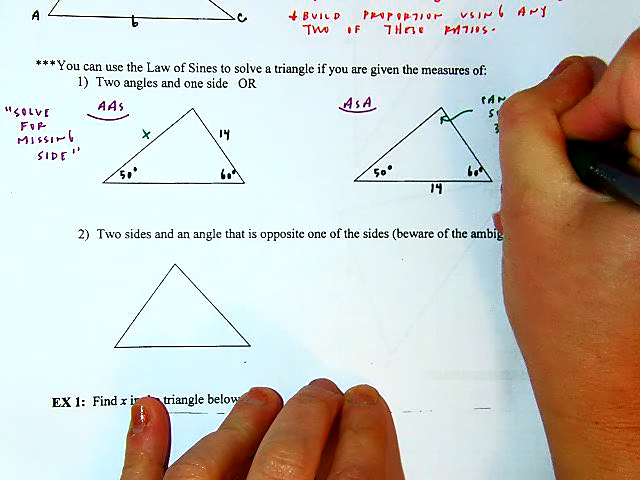 A b C
* BUILD PROPORTION USING ANY
TWO OF THESE RATIOS.
***You can use the Law of Sines to solve a triangle if you are given the measures of:
1) Two angles and one side OR
"SOLVE
FOR
MISSING
SIDE"
AAS
x 14
50° 60°
ASA
50° 60°
14
2) Two sides and an angle that is opposite one of the sides (beware of the
EX 1: Find x in the triangle below